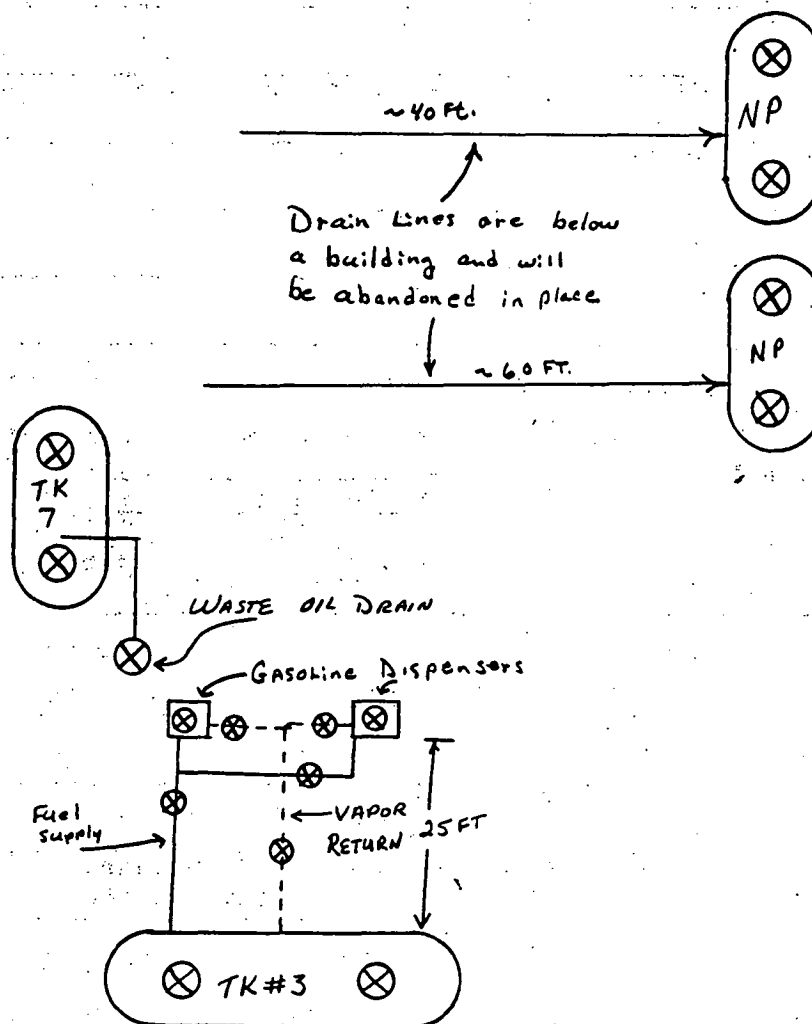 ~40 Ft.
NP
Drain Lines are below
a building and will
be abandoned in place
NP
~60 FT.
TK
7
WASTE OIL DRAIN
Gasoline Dispensers
Fuel
supply
VAPOR
RETURN
25 FT
TK #3